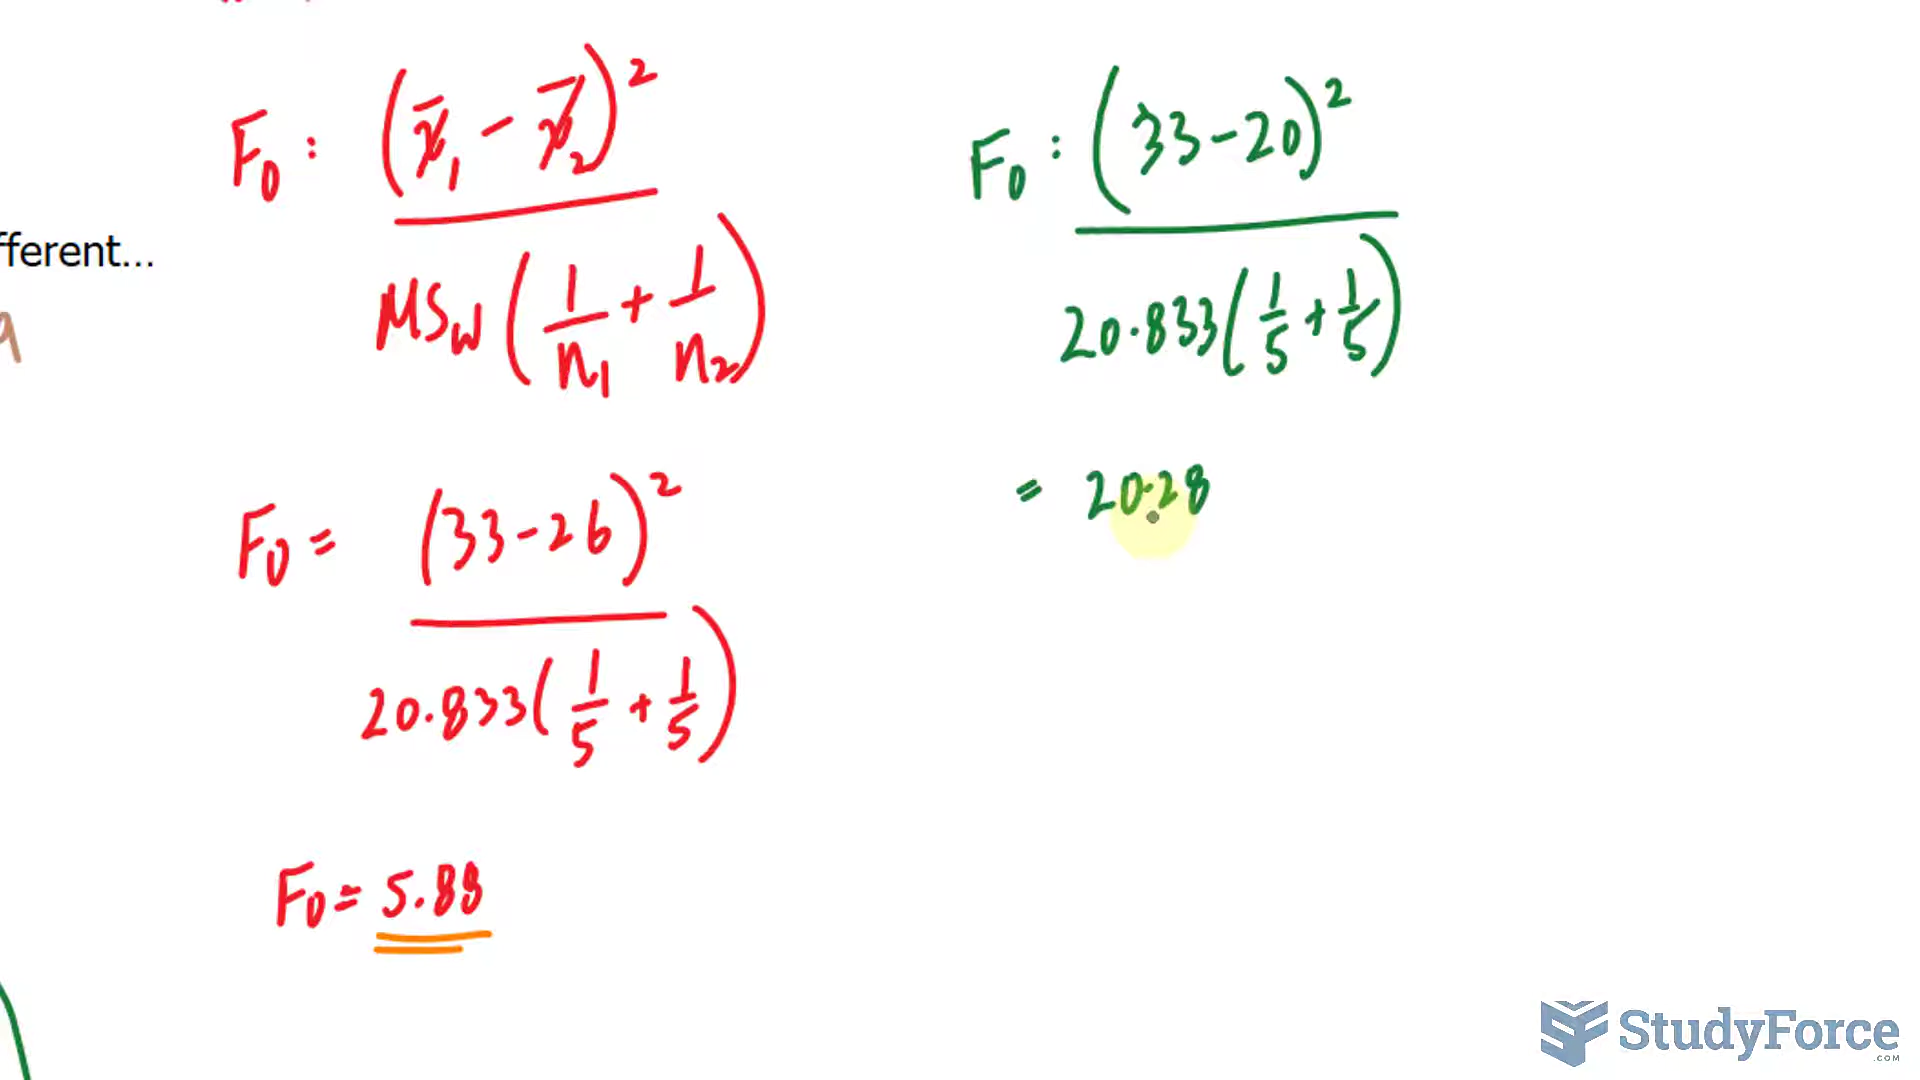 fferent...
F₀ : (x̄₁ − x̄₂)² / MS_W (1/n₁ + 1/n₂)
F₀ = (33−26)² / 20.833(1/5 + 1/5)
F₀ = 5.88
F₀ : (33−20)² / 20.833(1/5 + 1/5)
= 20.28
StudyForce
.COM